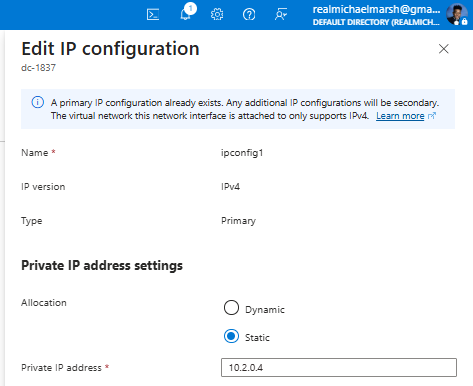 1
realmichaelmarsh@gma...
DEFAULT DIRECTORY (REALMICH...
Edit IP configuration
dc-1837
A primary IP configuration already exists. Any additional IP configurations will be secondary.
The virtual network this network interface is attached to only supports IPv4. Learn more
Name * ipconfig1
IP version IPv4
Type Primary
Private IP address settings
Allocation Dynamic
Static
Private IP address * 10.2.0.4